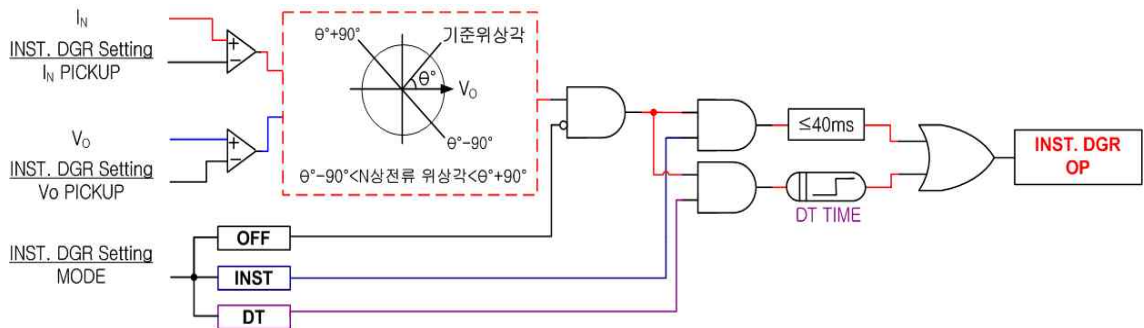 I_N
INST. DGR Setting
I_N PICKUP
V_O
INST. DGR Setting
Vo PICKUP
INST. DGR Setting
MODE
OFF
INST
DT
+
−
+
−
θ°+90°
기준위상각
θ°
V_O
θ°−90°
θ°−90°<N상전류 위상각<θ°+90°
≤40ms
DT TIME
INST. DGR
OP